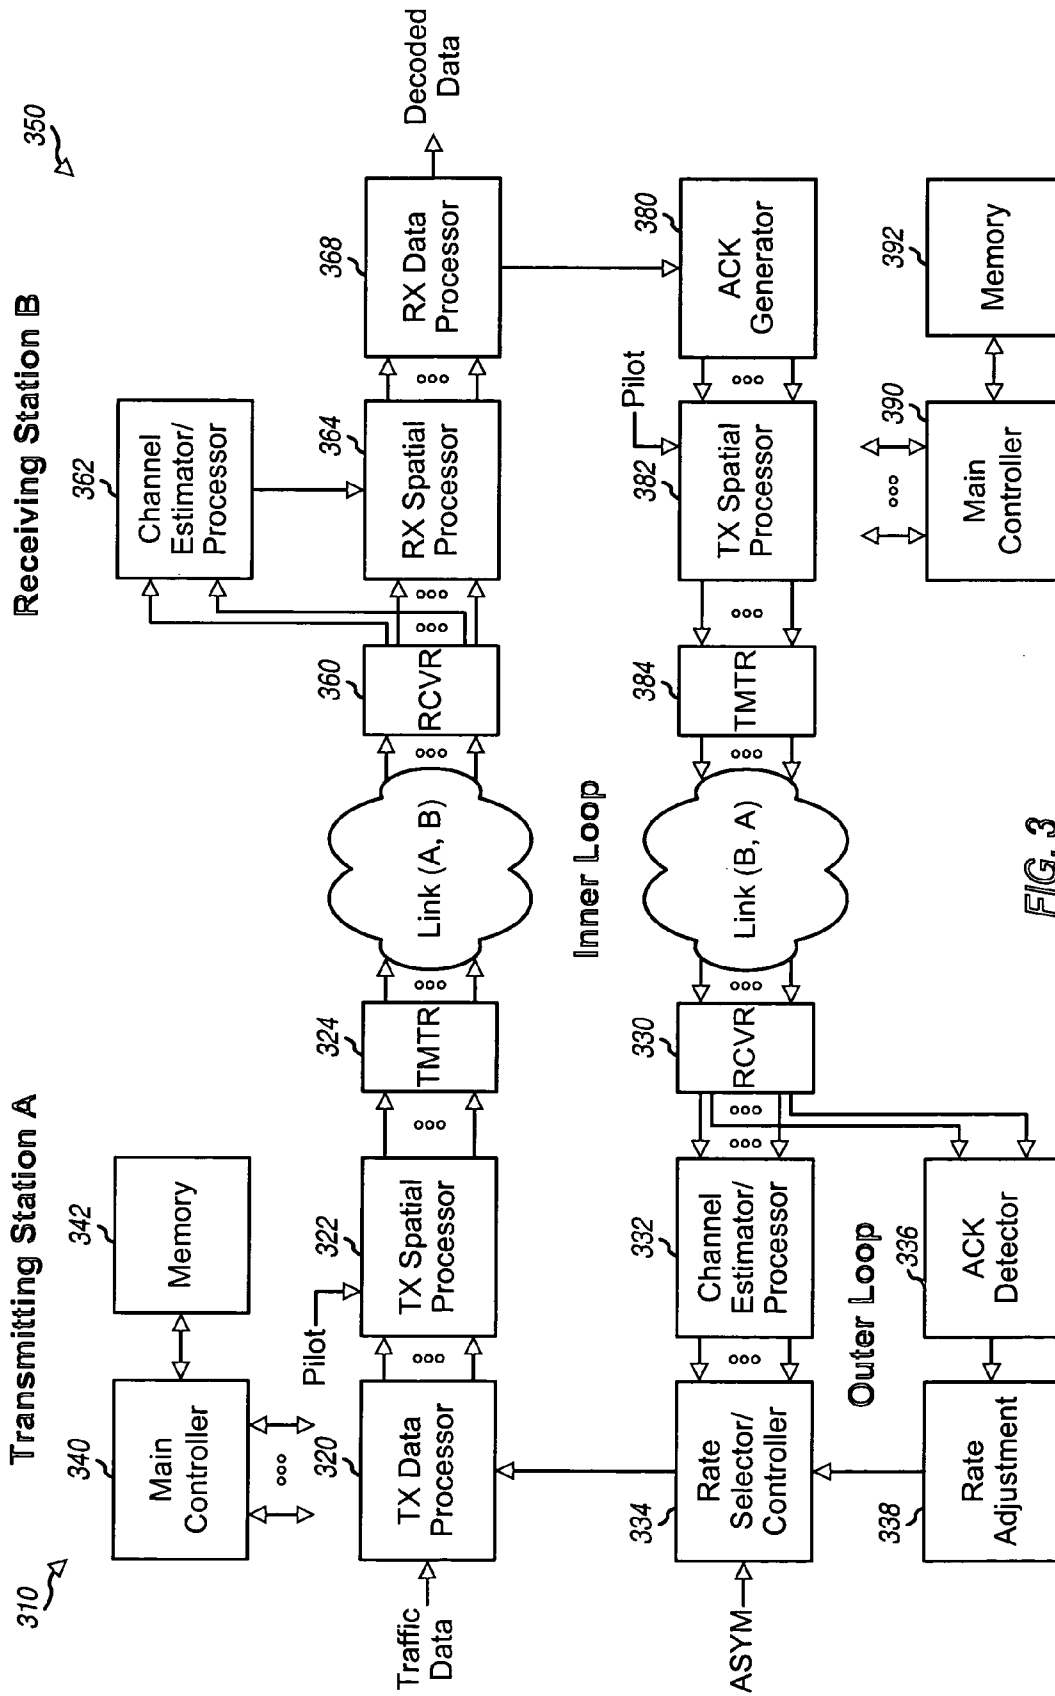 Transmitting Station A
Receiving Station B
310
350
340
Main
Controller
342
Memory
362
Channel
Estimator/
Processor
Traffic
Data
320
TX Data
Processor
Pilot
322
TX Spatial
Processor
324
TMTR
Link (A, B)
360
RCVR
364
RX Spatial
Processor
368
RX Data
Processor
Decoded
Data
Inner Loop
ASYM
334
Rate
Selector/
Controller
332
Channel
Estimator/
Processor
330
RCVR
Link (B, A)
384
TMTR
382
TX Spatial
Processor
Pilot
380
ACK
Generator
Outer Loop
338
Rate
Adjustment
336
ACK
Detector
390
Main
Controller
392
Memory
FIG. 3